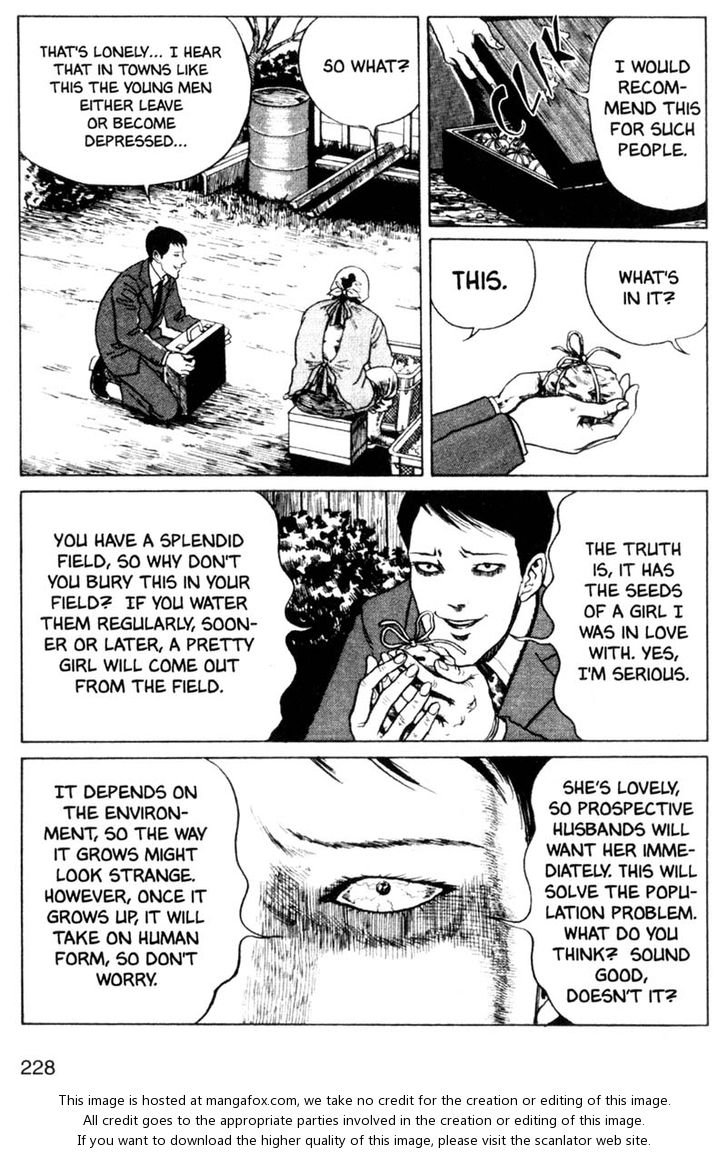 THAT'S LONELY... I HEAR
THAT IN TOWNS LIKE
THIS THE YOUNG MEN
EITHER LEAVE
OR BECOME
DEPRESSED...
SO WHAT?
CLIK
I WOULD
RECOM-
MEND THIS
FOR SUCH
PEOPLE.
THIS.
WHAT'S
IN IT?
YOU HAVE A SPLENDID
FIELD, SO WHY DON'T
YOU BURY THIS IN YOUR
FIELD? IF YOU WATER
THEM REGULARLY, SOON-
ER OR LATER, A PRETTY
GIRL WILL COME OUT
FROM THE FIELD.
THE TRUTH
IS, IT HAS
THE SEEDS
OF A GIRL I
WAS IN LOVE
WITH. YES,
I'M SERIOUS.
IT DEPENDS ON
THE ENVIRON-
MENT, SO THE WAY
IT GROWS MIGHT
LOOK STRANGE.
HOWEVER, ONCE IT
GROWS UP, IT WILL
TAKE ON HUMAN
FORM, SO DON'T
WORRY.
SHE'S LOVELY,
SO PROSPECTIVE
HUSBANDS WILL
WANT HER IMME-
DIATELY. THIS WILL
SOLVE THE POPU-
LATION PROBLEM.
WHAT DO YOU
THINK? SOUND
GOOD,
DOESN'T IT?
228
This image is hosted at mangafox.com, we take no credit for the creation or editing of this image.
All credit goes to the appropriate parties involved in the creation or editing of this image.
If you want to download the higher quality of this image, please visit the scanlator web site.